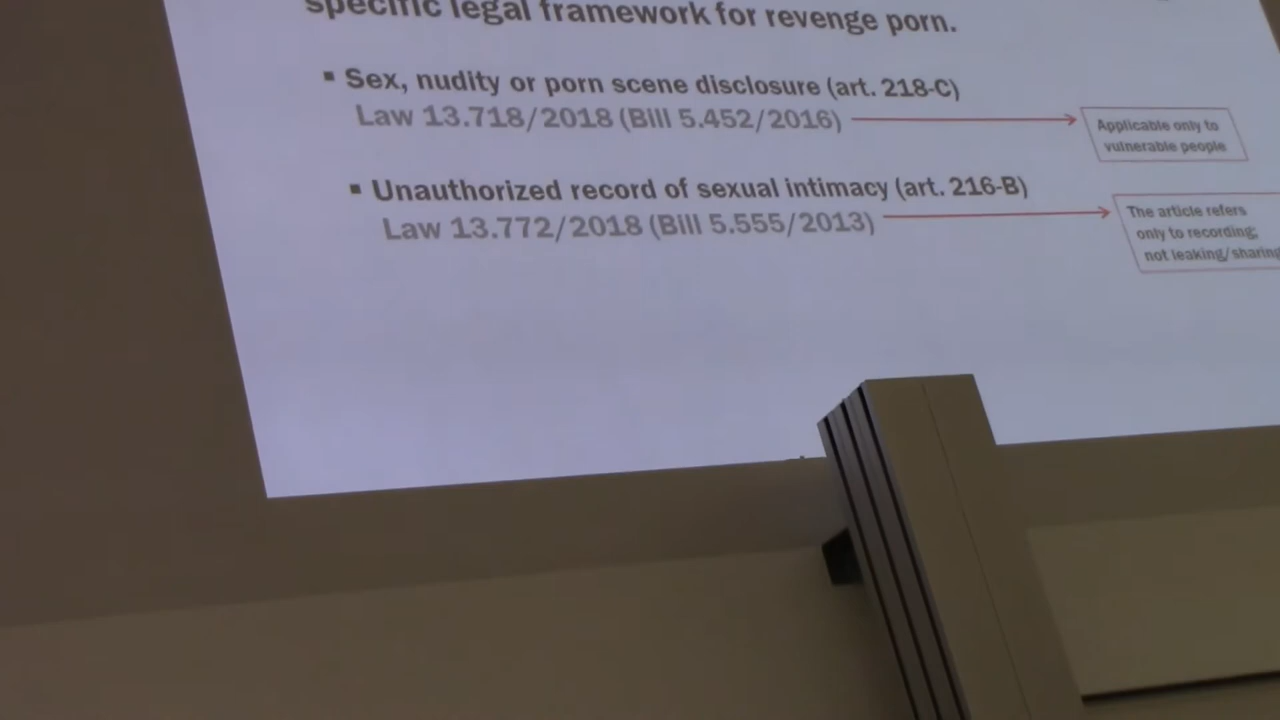 specific legal framework for revenge porn.
▪ Sex, nudity or porn scene disclosure (art. 218-C)
Law 13.718/2018 (Bill 5.452/2016)
Applicable only to
vulnerable people
▪ Unauthorized record of sexual intimacy (art. 216-B)
Law 13.772/2018 (Bill 5.555/2013)
The article refers
only to recording;
not leaking/sharing